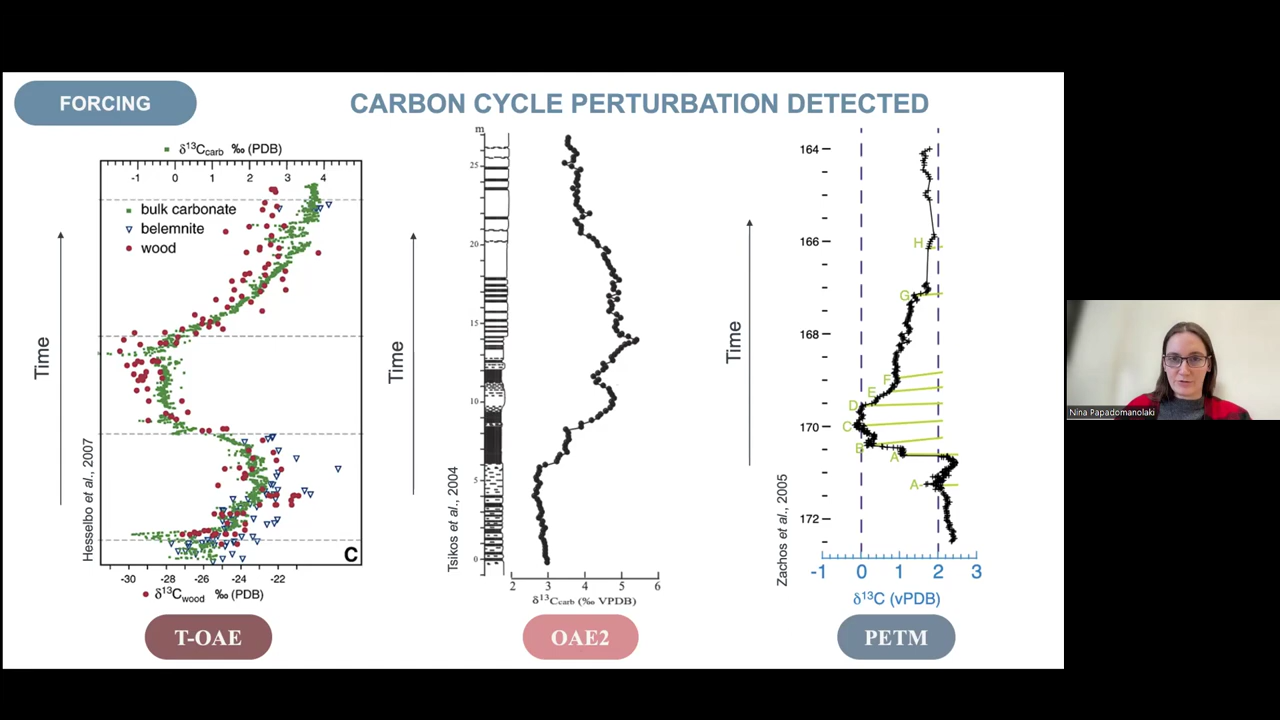 FORCING
CARBON CYCLE PERTURBATION DETECTED
δ¹³Ccarb ‰ (PDB)
-1 0 1 2 3 4
bulk carbonate
belemnite
wood
Time
Hesselbo et al., 2007
C
-30 -28 -26 -24 -22
δ¹³Cwood ‰ (PDB)
T-OAE
Time
m
25
20
15
10
5
0
Tsikos et al., 2004
2 3 4 5 6
δ¹³Ccarb (‰ VPDB)
OAE2
Time
164
166
168
170
172
H
G
F
E
D
C
B
A
A-
Zachos et al., 2005
-1 0 1 2 3
δ¹³C (vPDB)
PETM
Nina Papadomanolaki